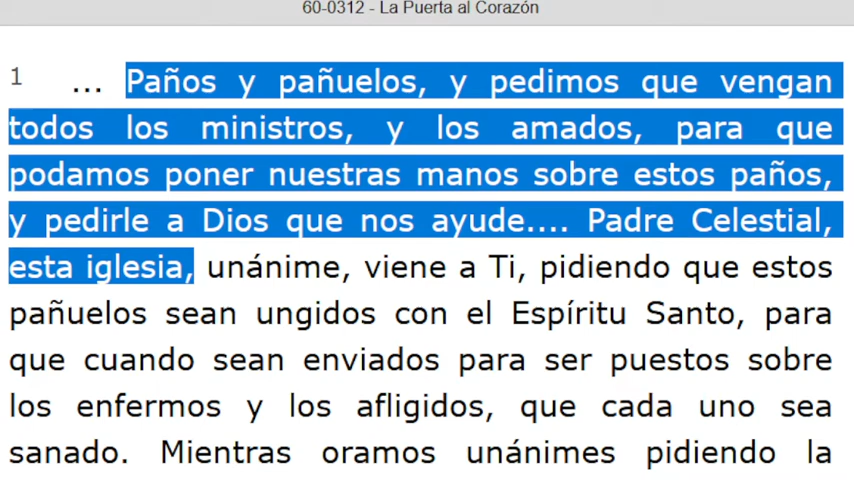 60-0312 - La Puerta al Corazón
1 ... Paños y pañuelos, y pedimos que vengan
todos los ministros, y los amados, para que
podamos poner nuestras manos sobre estos paños,
y pedirle a Dios que nos ayude.... Padre Celestial,
esta iglesia, unánime, viene a Ti, pidiendo que estos
pañuelos sean ungidos con el Espíritu Santo, para
que cuando sean enviados para ser puestos sobre
los enfermos y los afligidos, que cada uno sea
sanado. Mientras oramos unánimes pidiendo la